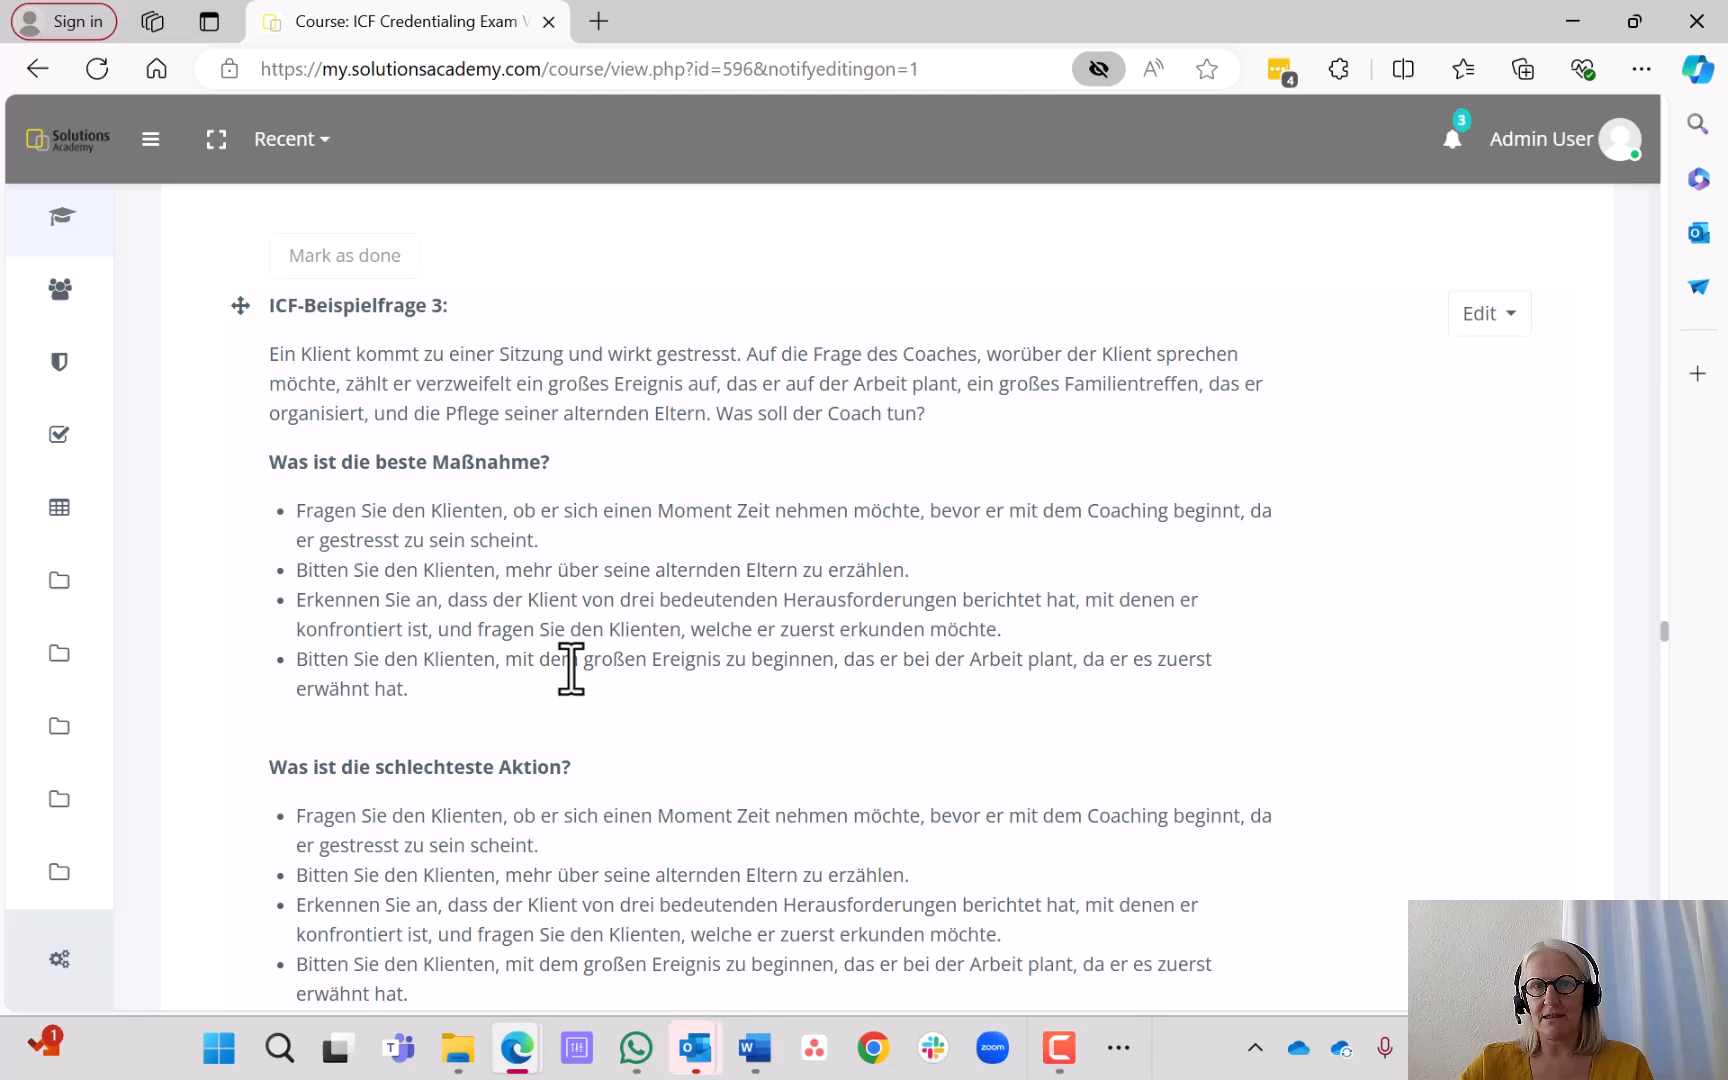 Sign in
Course: ICF Credentialing Exam
https://my.solutionsacademy.com/course/view.php?id=596&notifyeditingon=1
4
Solutions
Academy
Recent
3
Admin User
Mark as done
ICF-Beispielfrage 3:
Edit
Ein Klient kommt zu einer Sitzung und wirkt gestresst. Auf die Frage des Coaches, worüber der Klient sprechen
möchte, zählt er verzweifelt ein großes Ereignis auf, das er auf der Arbeit plant, ein großes Familientreffen, das er
organisiert, und die Pflege seiner alternden Eltern. Was soll der Coach tun?
Was ist die beste Maßnahme?
• Fragen Sie den Klienten, ob er sich einen Moment Zeit nehmen möchte, bevor er mit dem Coaching beginnt, da
er gestresst zu sein scheint.
• Bitten Sie den Klienten, mehr über seine alternden Eltern zu erzählen.
• Erkennen Sie an, dass der Klient von drei bedeutenden Herausforderungen berichtet hat, mit denen er
konfrontiert ist, und fragen Sie den Klienten, welche er zuerst erkunden möchte.
• Bitten Sie den Klienten, mit dem großen Ereignis zu beginnen, das er bei der Arbeit plant, da er es zuerst
erwähnt hat.
Was ist die schlechteste Aktion?
• Fragen Sie den Klienten, ob er sich einen Moment Zeit nehmen möchte, bevor er mit dem Coaching beginnt, da
er gestresst zu sein scheint.
• Bitten Sie den Klienten, mehr über seine alternden Eltern zu erzählen.
• Erkennen Sie an, dass der Klient von drei bedeutenden Herausforderungen berichtet hat, mit denen er
konfrontiert ist, und fragen Sie den Klienten, welche er zuerst erkunden möchte.
• Bitten Sie den Klienten, mit dem großen Ereignis zu beginnen, das er bei der Arbeit plant, da er es zuerst
erwähnt hat.
1
zoom